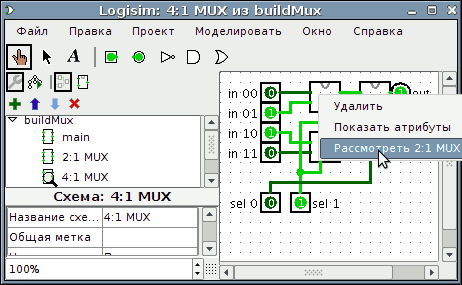 Logisim: 4:1 MUX из buildMux
Файл Правка Проект Моделировать Окно Справка
A
buildMux
main
2:1 MUX
4:1 MUX
Схема: 4:1 MUX
Название схе... 4:1 MUX
Общая метка
100%
in 00 0
in 01 1
in 10 1
in 11 0
1 out
sel 0 0
1 sel 1
Удалить
Показать атрибуты
Рассмотреть 2:1 MUX